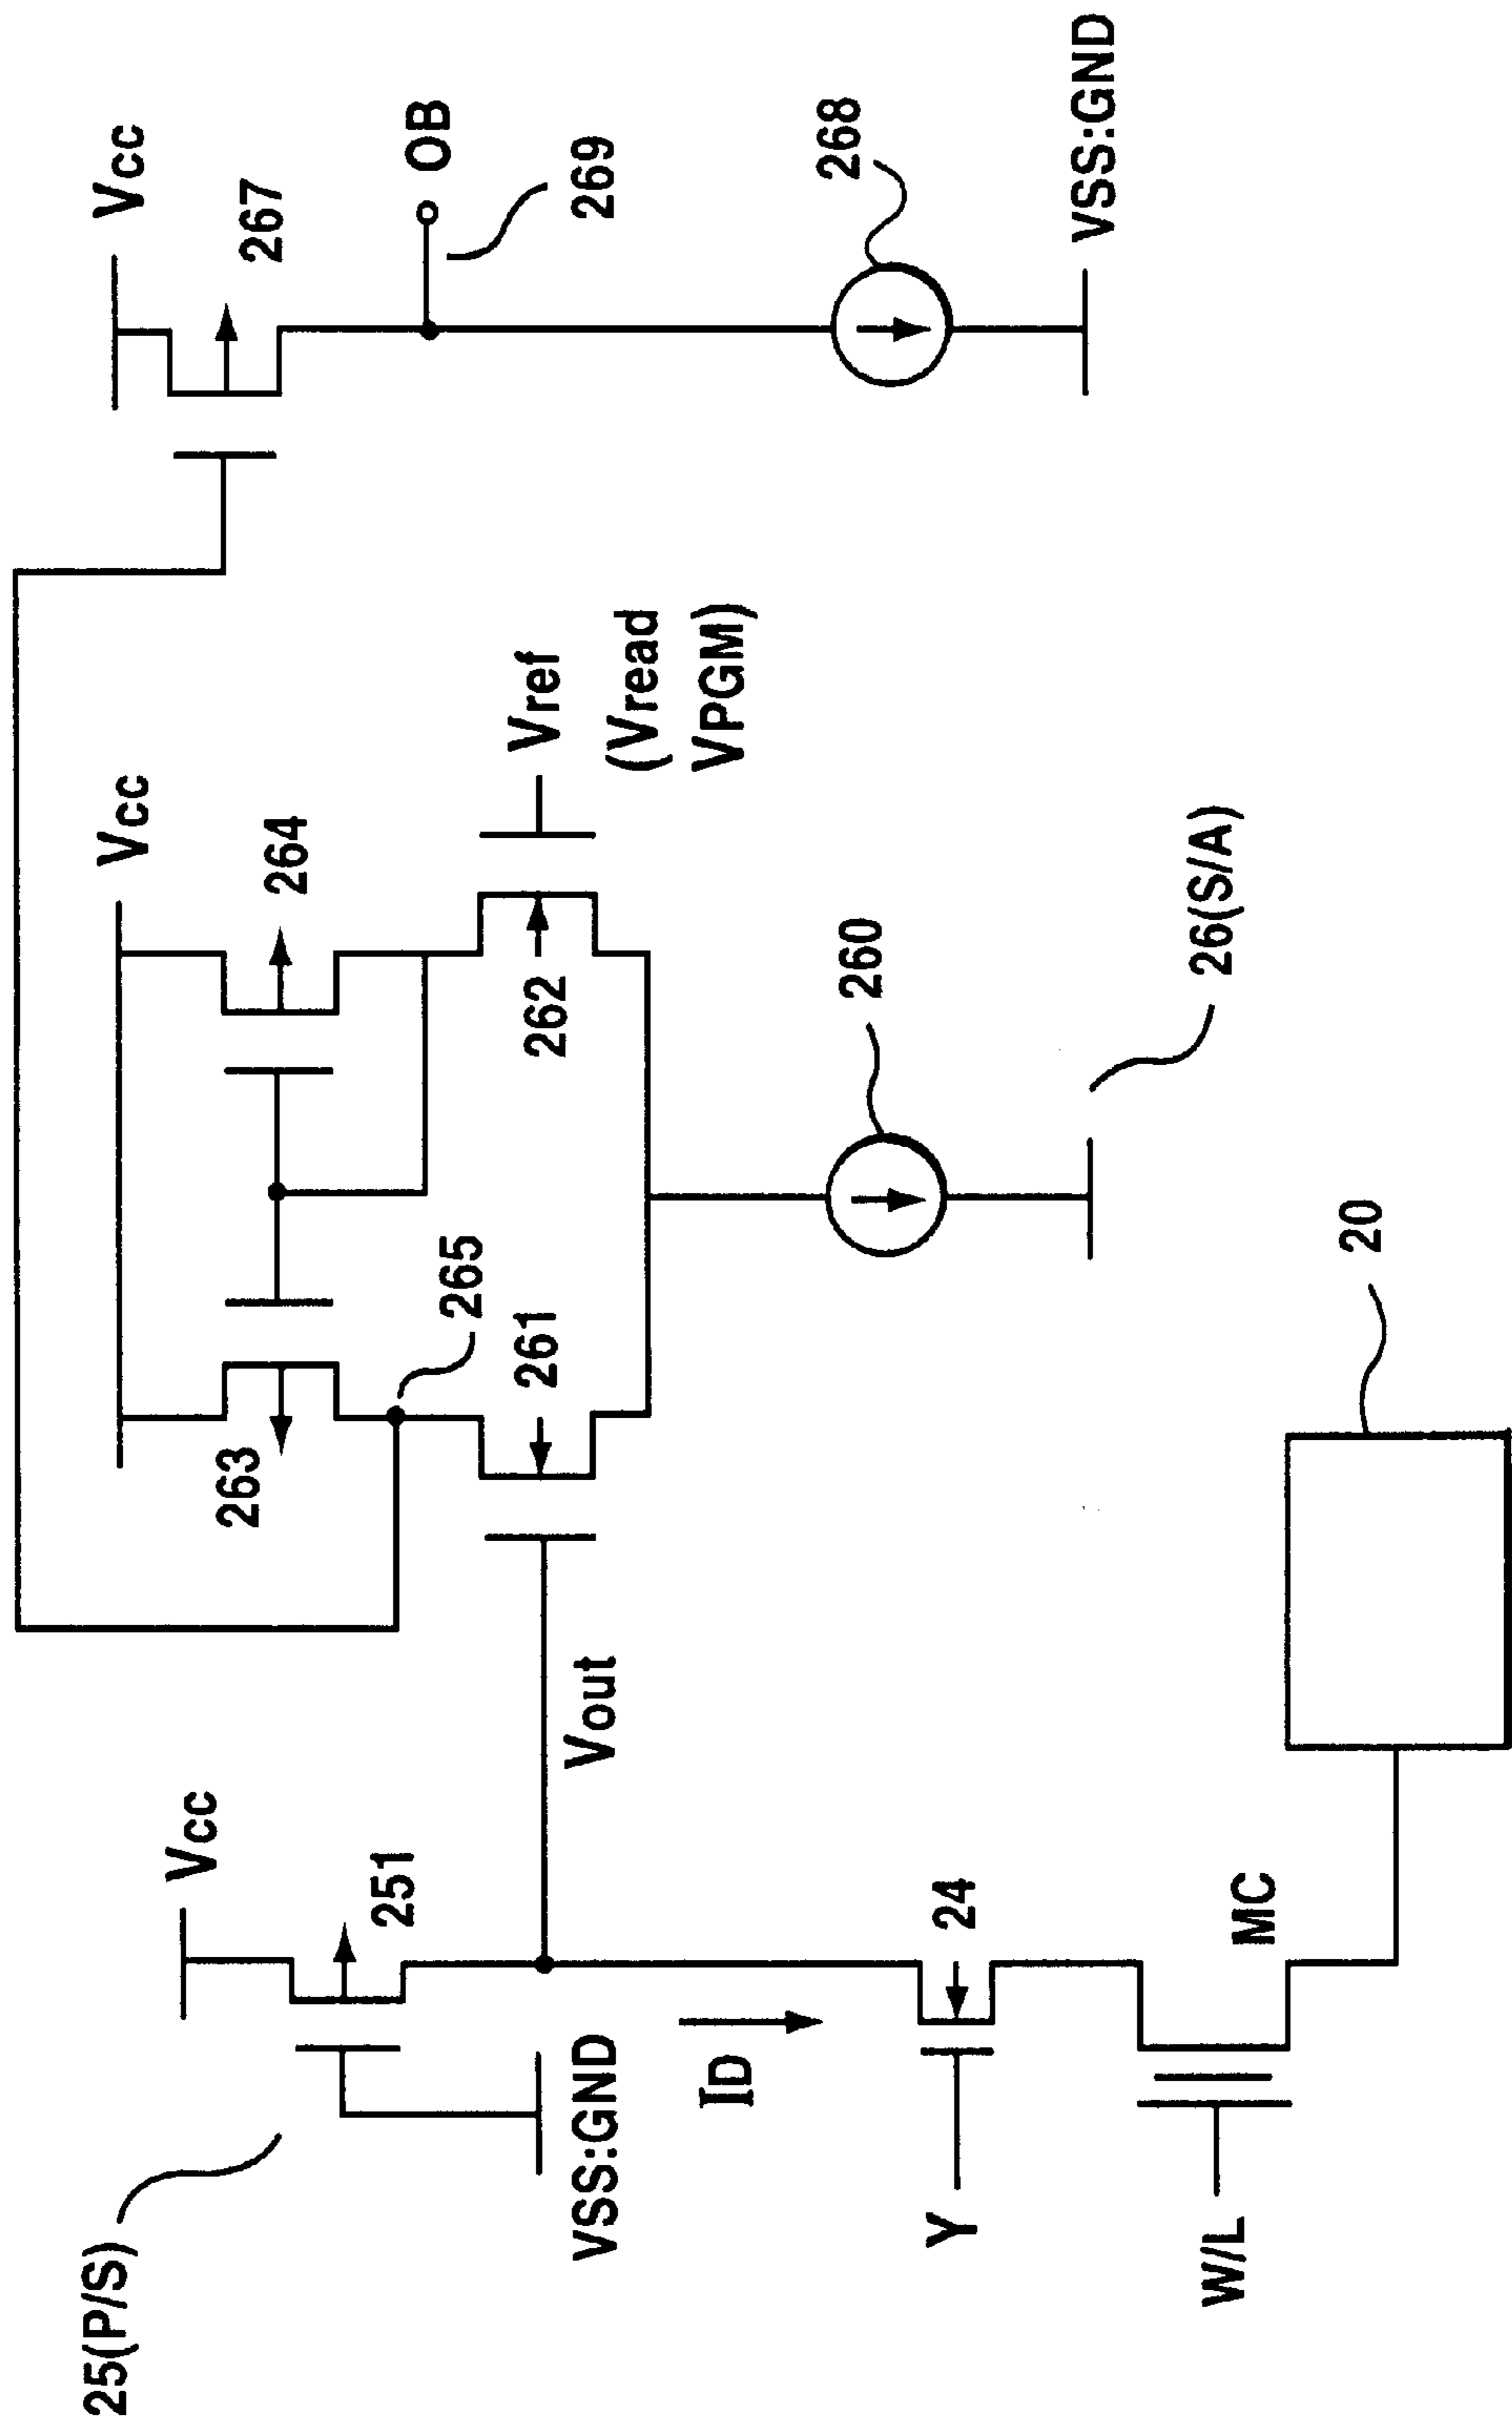 25(P/S)
Vcc
251
VSS:GND
ID
Y
24
W/L
MC
20
Vout
Vcc
263
264
265
261
262
Vref
(Vread
VPGM)
260
26(S/A)
Vcc
267
OB
269
268
VSS:GND